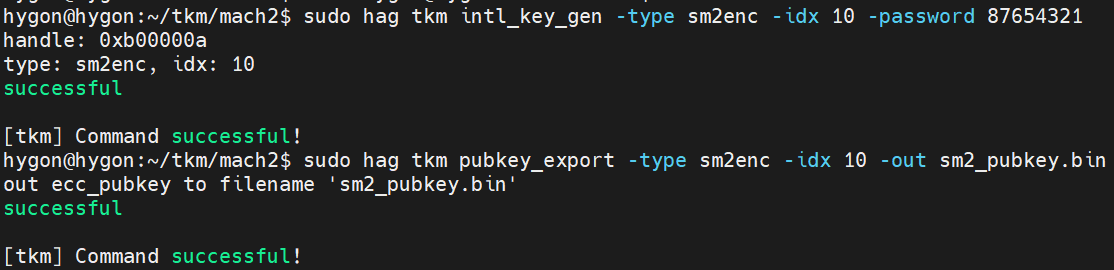 hygon@hygon:~/tkm/mach2$ sudo hag tkm intl_key_gen -type sm2enc -idx 10 -password 87654321
handle: 0xb00000a
type: sm2enc, idx: 10
successful
[tkm] Command successful!
hygon@hygon:~/tkm/mach2$ sudo hag tkm pubkey_export -type sm2enc -idx 10 -out sm2_pubkey.bin
out ecc_pubkey to filename 'sm2_pubkey.bin'
successful
[tkm] Command successful!